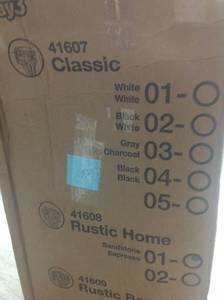 ay3
41607
Classic
White
White 01-
Black
White 02-
Gray
Charcoal 03-
Black
Black 04-
05-
41608
Rustic Home
Sandstone
Espresso 01-
02-
41609
Rustic